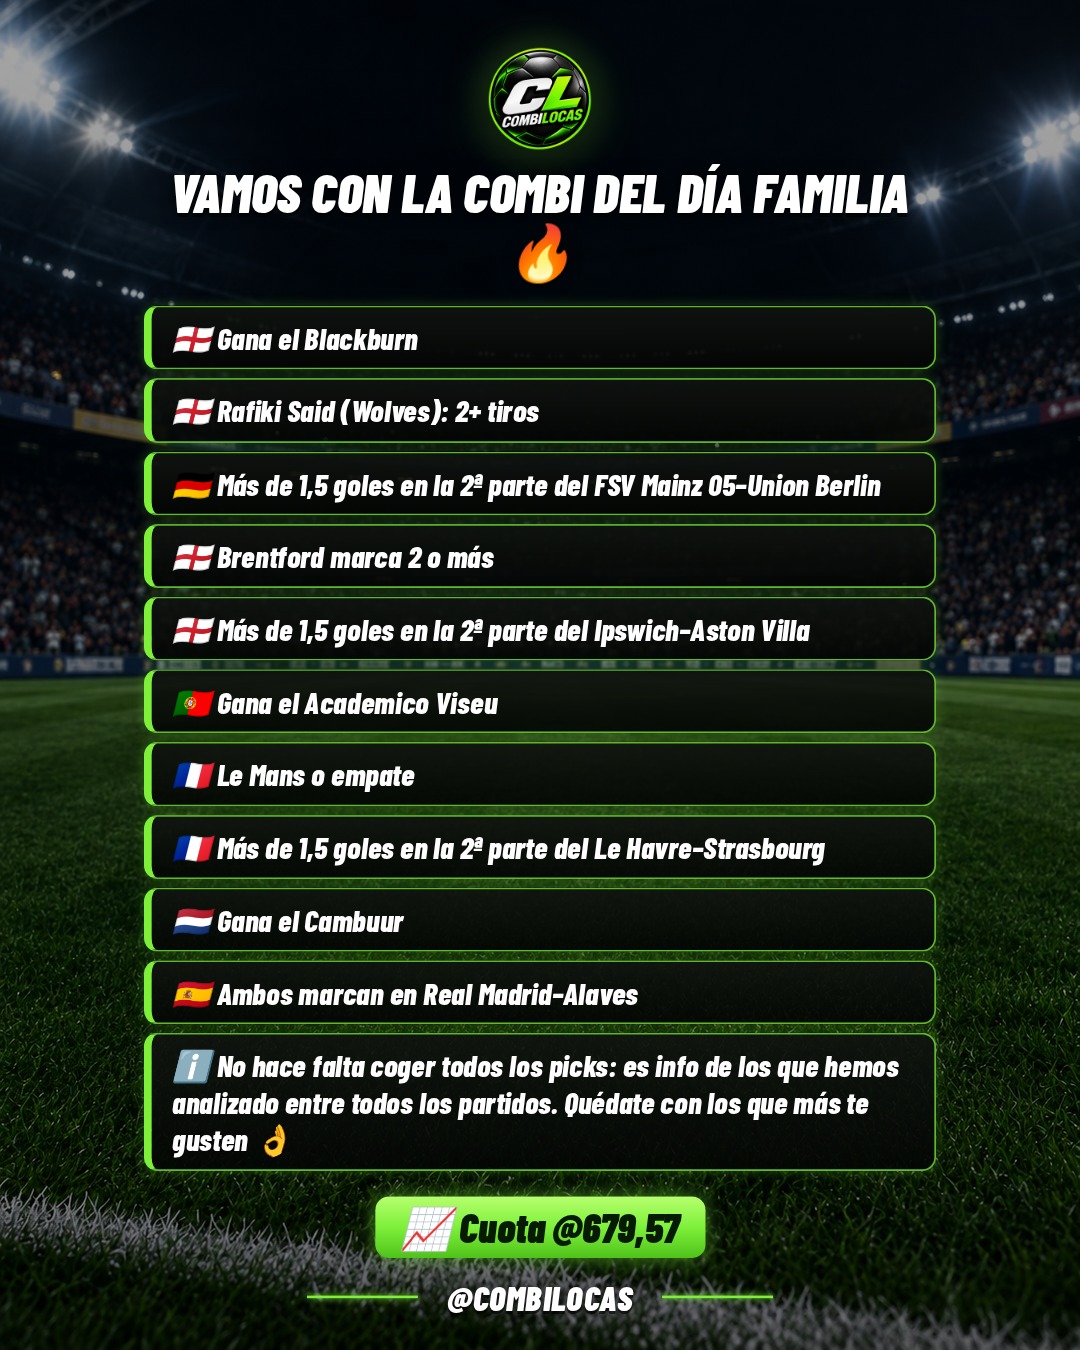 CL
COMBILOCAS
VAMOS CON LA COMBI DEL DÍA FAMILIA
🔥
🏴󠁧󠁢󠁥󠁮󠁧󠁿 Gana el Blackburn
🏴󠁧󠁢󠁥󠁮󠁧󠁿 Rafiki Said (Wolves): 2+ tiros
🇩🇪 Más de 1,5 goles en la 2ª parte del FSV Mainz 05-Union Berlin
🏴󠁧󠁢󠁥󠁮󠁧󠁿 Brentford marca 2 o más
🏴󠁧󠁢󠁥󠁮󠁧󠁿 Más de 1,5 goles en la 2ª parte del Ipswich-Aston Villa
🇵🇹 Gana el Academico Viseu
🇫🇷 Le Mans o empate
🇫🇷 Más de 1,5 goles en la 2ª parte del Le Havre-Strasbourg
🇳🇱 Gana el Cambuur
🇪🇸 Ambos marcan en Real Madrid-Alaves
ℹ️ No hace falta coger todos los picks: es info de los que hemos
analizado entre todos los partidos. Quédate con los que más te
gusten 👌
📈 Cuota @679,57
@COMBILOCAS